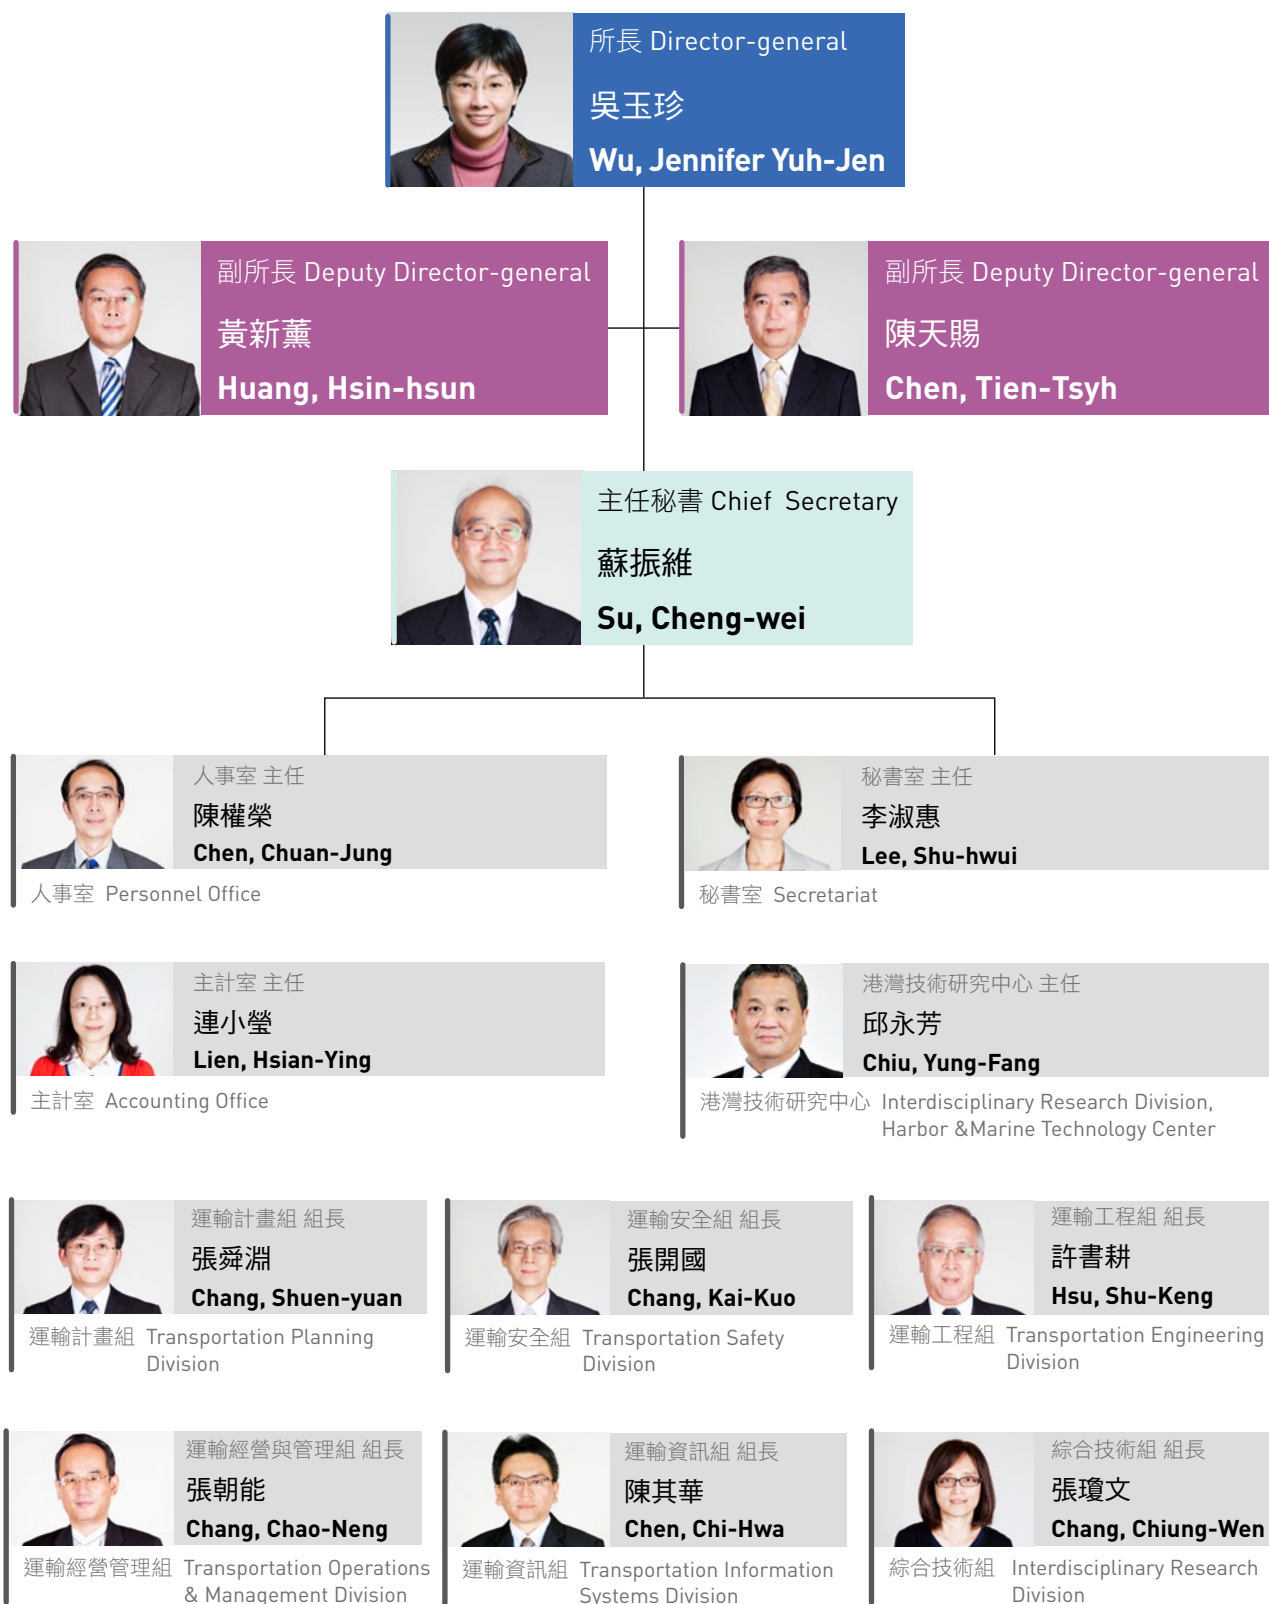 所長 Director-general
吳玉珍
Wu, Jennifer Yuh-Jen
副所長 Deputy Director-general
黃新薰
Huang, Hsin-hsun
副所長 Deputy Director-general
陳天賜
Chen, Tien-Tsyh
主任秘書 Chief Secretary
蘇振維
Su, Cheng-wei
人事室 主任
陳權榮
Chen, Chuan-Jung
人事室 Personnel Office
秘書室 主任
李淑惠
Lee, Shu-hwui
秘書室 Secretariat
主計室 主任
連小瑩
Lien, Hsian-Ying
主計室 Accounting Office
港灣技術研究中心 主任
邱永芳
Chiu, Yung-Fang
港灣技術研究中心 Interdisciplinary Research Division,
Harbor &Marine Technology Center
運輸計畫組 組長
張舜淵
Chang, Shuen-yuan
運輸計畫組 Transportation Planning
Division
運輸安全組 組長
張開國
Chang, Kai-Kuo
運輸安全組 Transportation Safety
Division
運輸工程組 組長
許書耕
Hsu, Shu-Keng
運輸工程組 Transportation Engineering
Division
運輸經營與管理組 組長
張朝能
Chang, Chao-Neng
運輸經營管理組 Transportation Operations
& Management Division
運輸資訊組 組長
陳其華
Chen, Chi-Hwa
運輸資訊組 Transportation Information
Systems Division
綜合技術組 組長
張瓊文
Chang, Chiung-Wen
綜合技術組 Interdisciplinary Research
Division